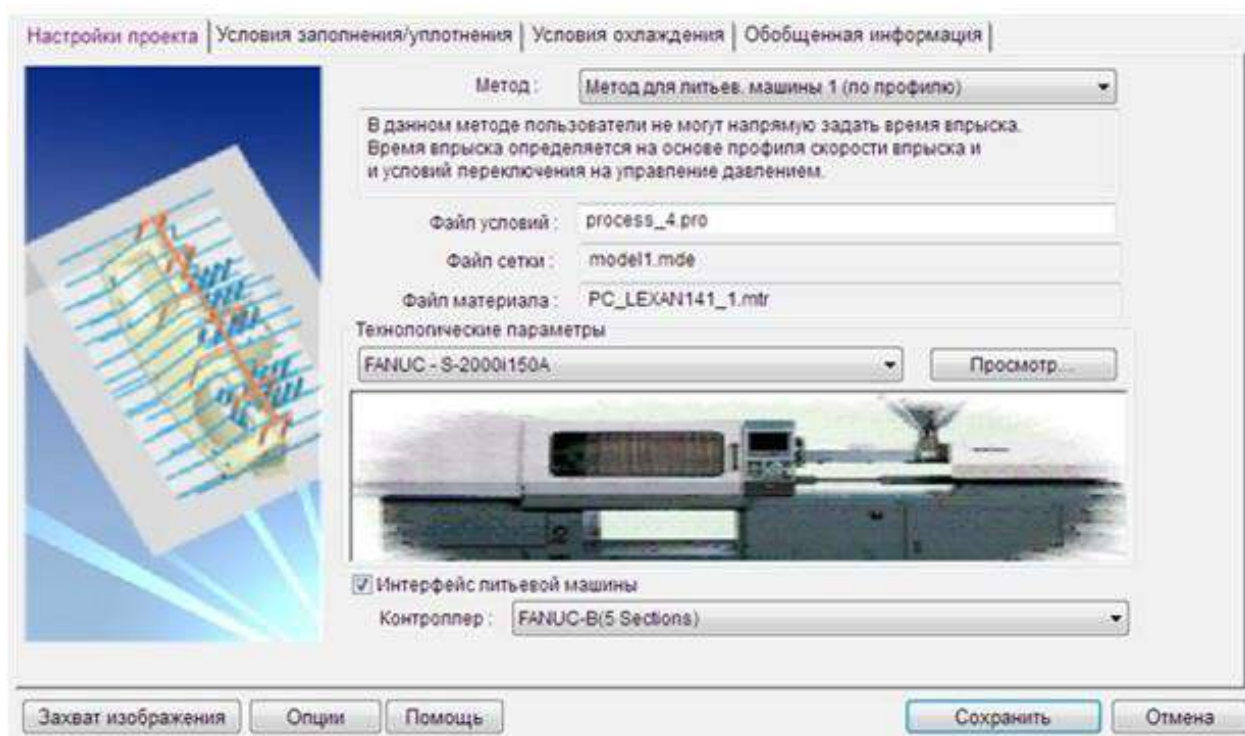 Настройки проекта | Условия заполнения/уплотнения | Условия охлаждения | Обобщенная информация
Метод : Метод для литьев. машины 1 (по профилю)
В данном методе пользователи не могут напрямую задать время впрыска.
Время впрыска определяется на основе профиля скорости впрыска и
и условий переключения на управление давлением.
Файл условий : process_4.pro
Файл сетки : model1.mde
Файл материала : PC_LEXAN141_1.mtr
Технологические параметры
FANUC - S-2000i150A Просмотр...
Интерфейс литьевой машины
Контроллер : FANUC-B(5 Sections)
Захват изображения Опции Помощь Сохранить Отмена